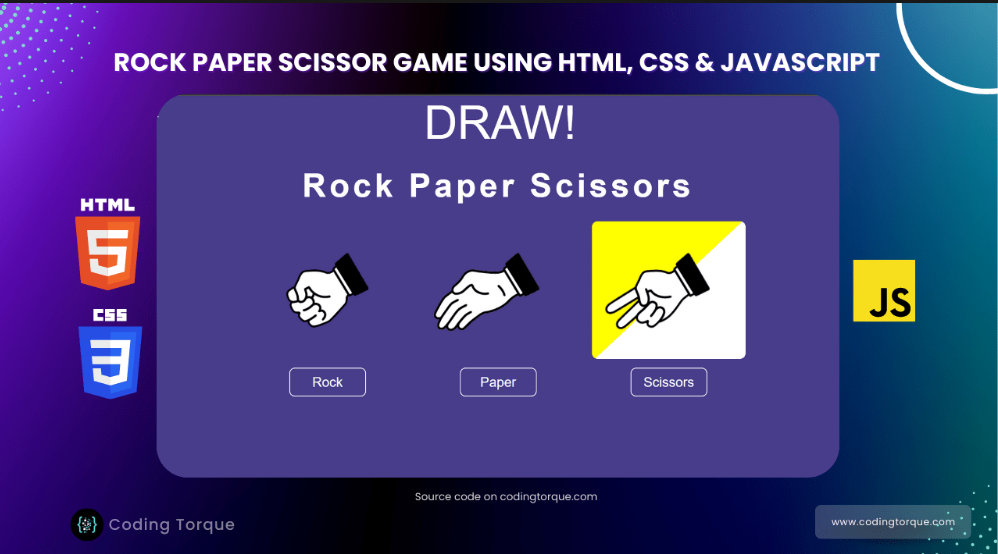 ROCK PAPER SCISSOR GAME USING HTML, CSS & JAVASCRIPT
DRAW!
Rock Paper Scissors
HTML
5
CSS
3
JS
Rock
Paper
Scissors
Source code on codingtorque.com
{ } Coding Torque
www.codingtorque.com